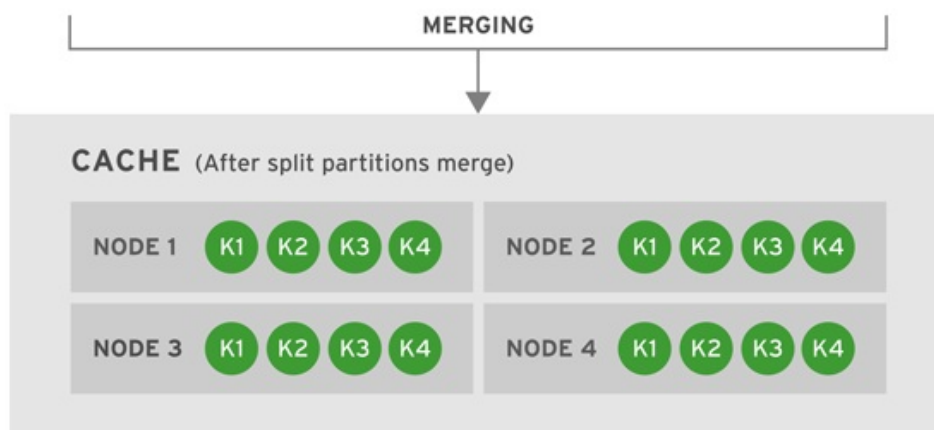 MERGING
CACHE (After split partitions merge)
NODE 1 K1 K2 K3 K4 NODE 2 K1 K2 K3 K4
NODE 3 K1 K2 K3 K4 NODE 4 K1 K2 K3 K4